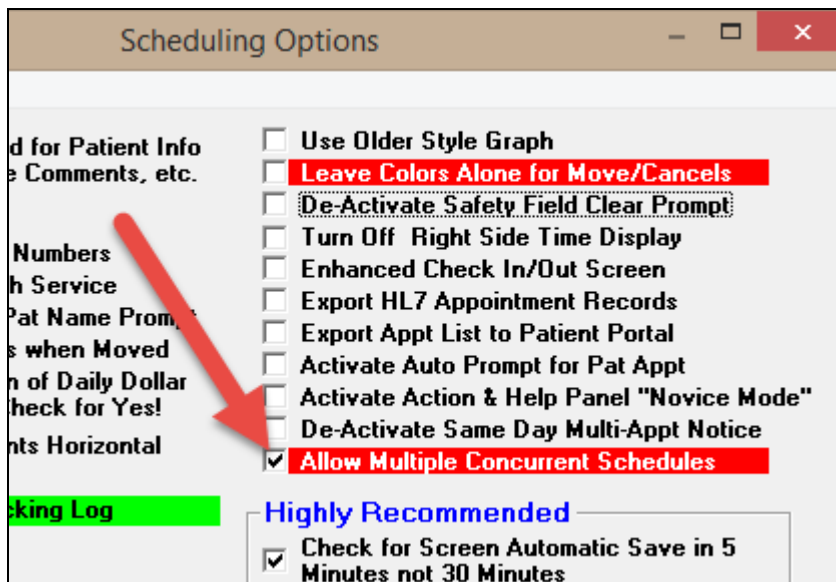 Scheduling Options
d for Patient Info
e Comments, etc.
Numbers
h Service
Pat Name Prompt
s when Moved
n of Daily Dollar
Check for Yes!
nts Horizontal
cking Log
Use Older Style Graph
Leave Colors Alone for Move/Cancels
De-Activate Safety Field Clear Prompt
Turn Off Right Side Time Display
Enhanced Check In/Out Screen
Export HL7 Appointment Records
Export Appt List to Patient Portal
Activate Auto Prompt for Pat Appt
Activate Action & Help Panel "Novice Mode"
De-Activate Same Day Multi-Appt Notice
Allow Multiple Concurrent Schedules
Highly Recommended
Check for Screen Automatic Save in 5
Minutes not 30 Minutes